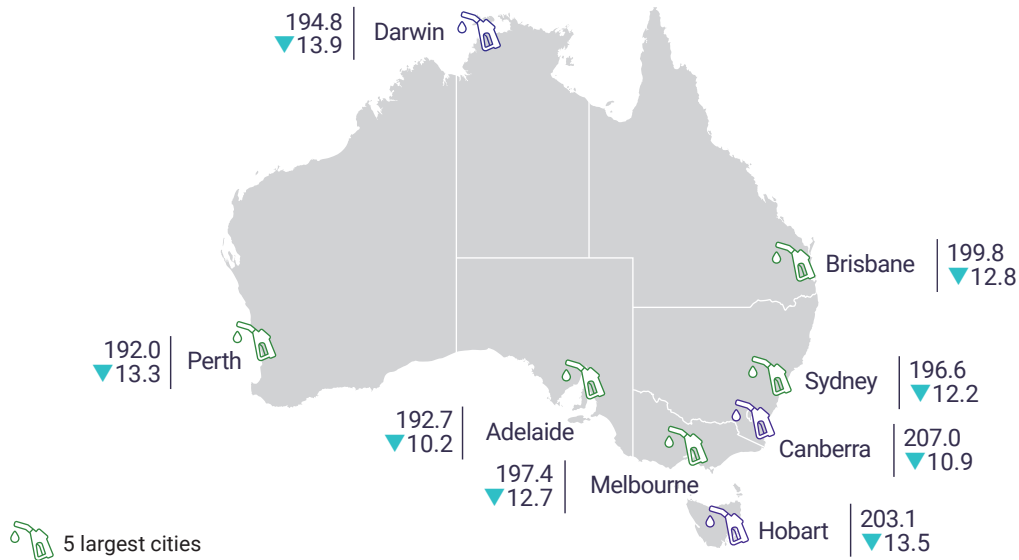 194.8
▼13.9
Darwin
Brisbane
199.8
▼12.8
192.0
▼13.3
Perth
Sydney
196.6
▼12.2
192.7
▼10.2
Adelaide
Canberra
207.0
▼10.9
197.4
▼12.7
Melbourne
Hobart
203.1
▼13.5
5 largest cities